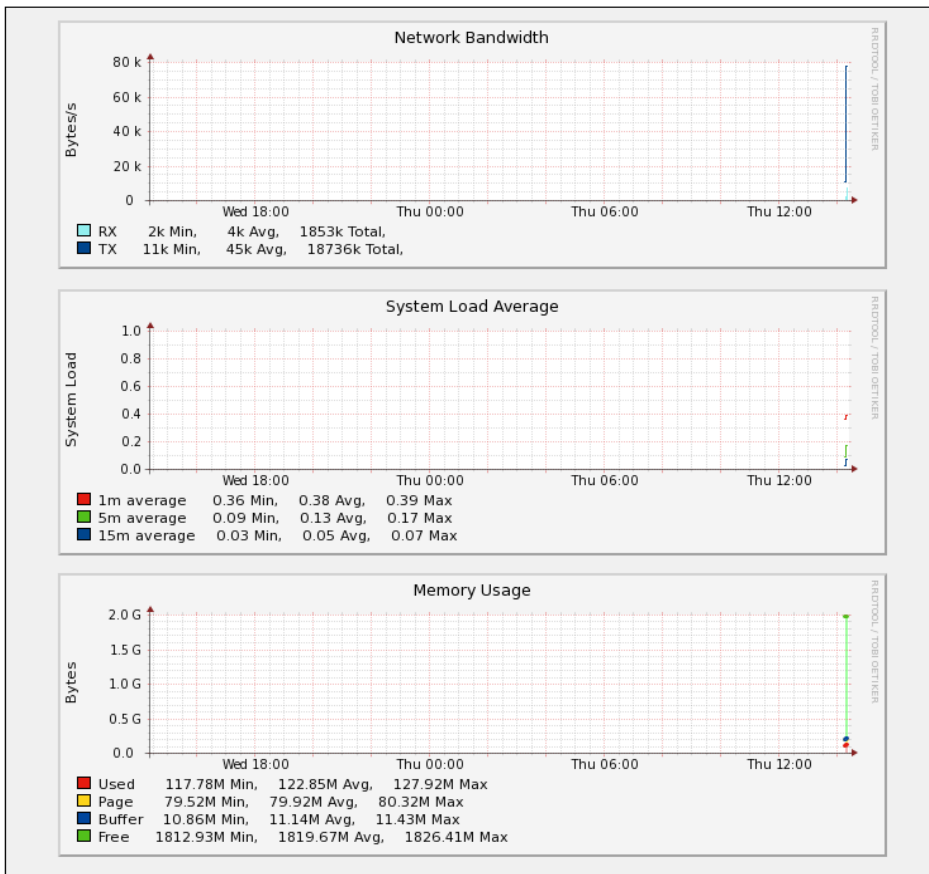 Network Bandwidth
RRDTOOL / TOBI OETIKER
Bytes/s
80 k
60 k
40 k
20 k
0
Wed 18:00 Thu 00:00 Thu 06:00 Thu 12:00
RX 2k Min, 4k Avg, 1853k Total,
TX 11k Min, 45k Avg, 18736k Total,
System Load Average
RRDTOOL / TOBI OETIKER
System Load
1.0
0.8
0.6
0.4
0.2
0.0
Wed 18:00 Thu 00:00 Thu 06:00 Thu 12:00
1m average 0.36 Min, 0.38 Avg, 0.39 Max
5m average 0.09 Min, 0.13 Avg, 0.17 Max
15m average 0.03 Min, 0.05 Avg, 0.07 Max
Memory Usage
RRDTOOL / TOBI OETIKER
Bytes
2.0 G
1.5 G
1.0 G
0.5 G
0.0
Wed 18:00 Thu 00:00 Thu 06:00 Thu 12:00
Used 117.78M Min, 122.85M Avg, 127.92M Max
Page 79.52M Min, 79.92M Avg, 80.32M Max
Buffer 10.86M Min, 11.14M Avg, 11.43M Max
Free 1812.93M Min, 1819.67M Avg, 1826.41M Max